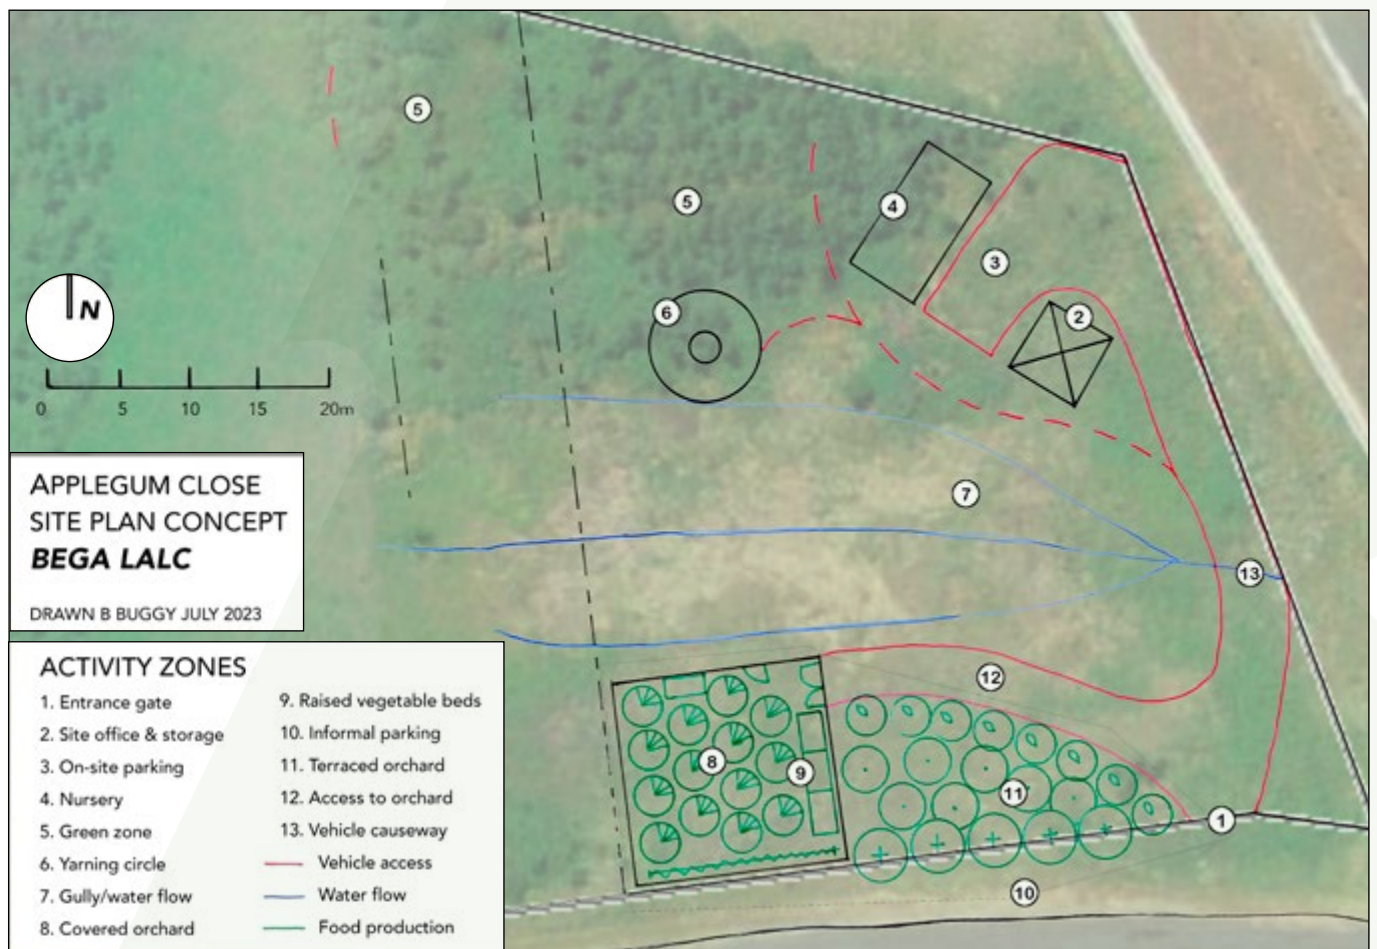 5
5
4
3
6
2
N
0 5 10 15 20m
7
13
APPLEGUM CLOSE
SITE PLAN CONCEPT
BEGA LALC
DRAWN B BUGGY JULY 2023
12
8
9
11
1
10
ACTIVITY ZONES
1. Entrance gate
2. Site office & storage
3. On-site parking
4. Nursery
5. Green zone
6. Yarning circle
7. Gully/water flow
8. Covered orchard
9. Raised vegetable beds
10. Informal parking
11. Terraced orchard
12. Access to orchard
13. Vehicle causeway
Vehicle access
Water flow
Food production